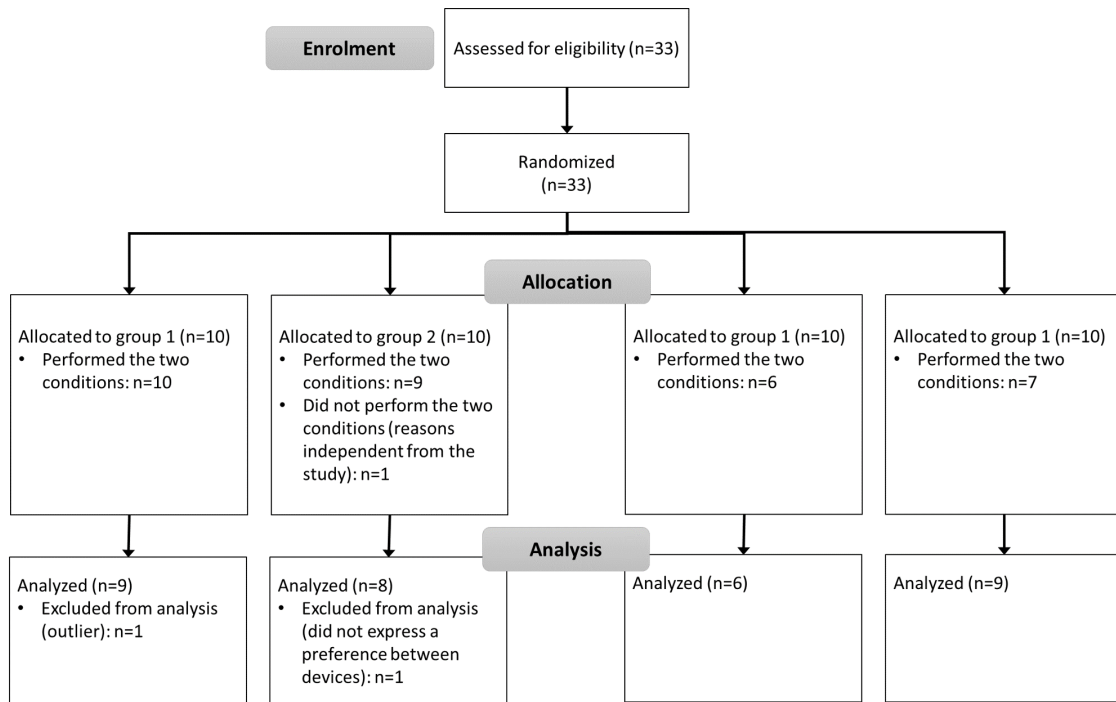 Enrolment
Assessed for eligibility (n=33)
Randomized
(n=33)
Allocation
Allocated to group 1 (n=10)
• Performed the two
conditions: n=10
Allocated to group 2 (n=10)
• Performed the two
conditions: n=9
• Did not perform the two
conditions (reasons
independent from the
study): n=1
Allocated to group 1 (n=10)
• Performed the two
conditions: n=6
Allocated to group 1 (n=10)
• Performed the two
conditions: n=7
Analysis
Analyzed (n=9)
• Excluded from analysis
(outlier): n=1
Analyzed (n=8)
• Excluded from analysis
(did not express a
preference between
devices): n=1
Analyzed (n=6)
Analyzed (n=9)